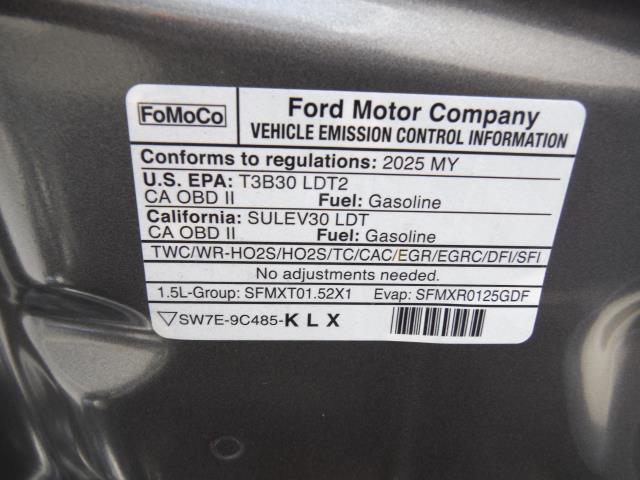 FoMoCo
Ford Motor Company
VEHICLE EMISSION CONTROL INFORMATION
Conforms to regulations: 2025 MY
U.S. EPA: T3B30 LDT2
CA OBD II Fuel: Gasoline
California: SULEV30 LDT
CA OBD II Fuel: Gasoline
TWC/WR-HO2S/HO2S/TC/CAC/EGR/EGRC/DFI/SFI
No adjustments needed.
1.5L-Group: SFMXT01.52X1 Evap: SFMXR0125GDF
SW7E-9C485-K L X